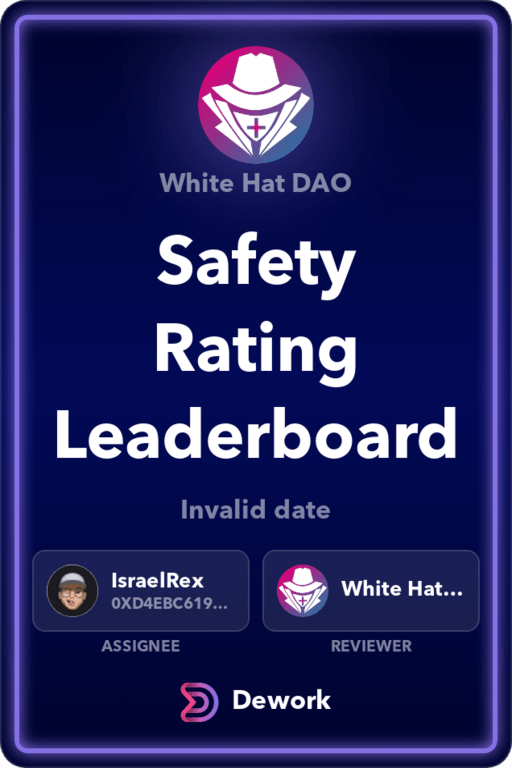 White Hat DAO
Safety
Rating
Leaderboard
Invalid date
IsraelRex
0XD4EBC619...
White Hat...
ASSIGNEE
REVIEWER
Dework